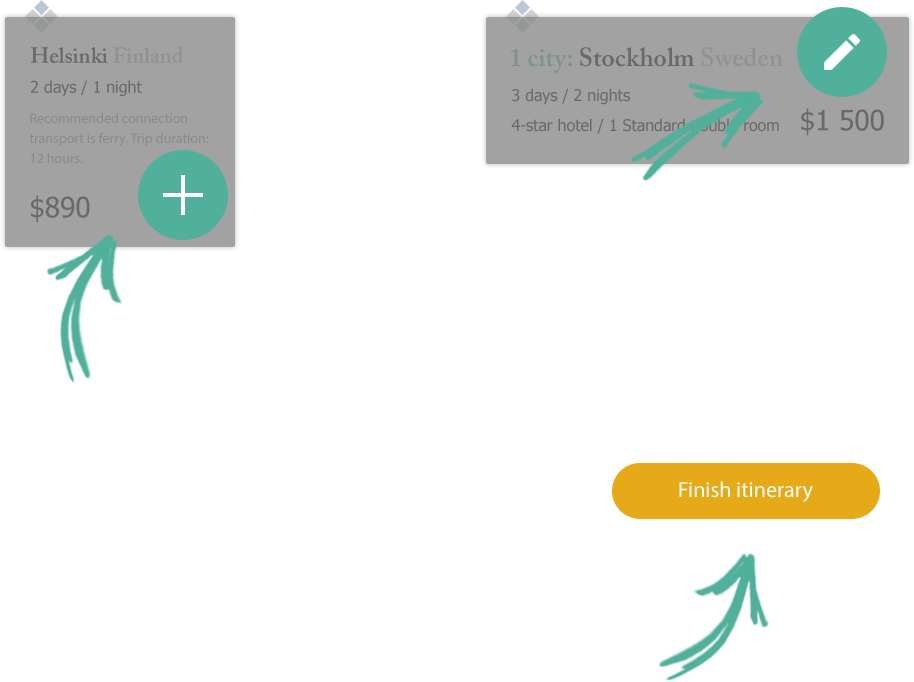 Helsinki Finland
2 days / 1 night
Recommended connection
transport is ferry. Trip duration:
12 hours.
$890
1 city: Stockholm Sweden
3 days / 2 nights
4-star hotel / 1 Standard double room
$1 500
Finish itinerary